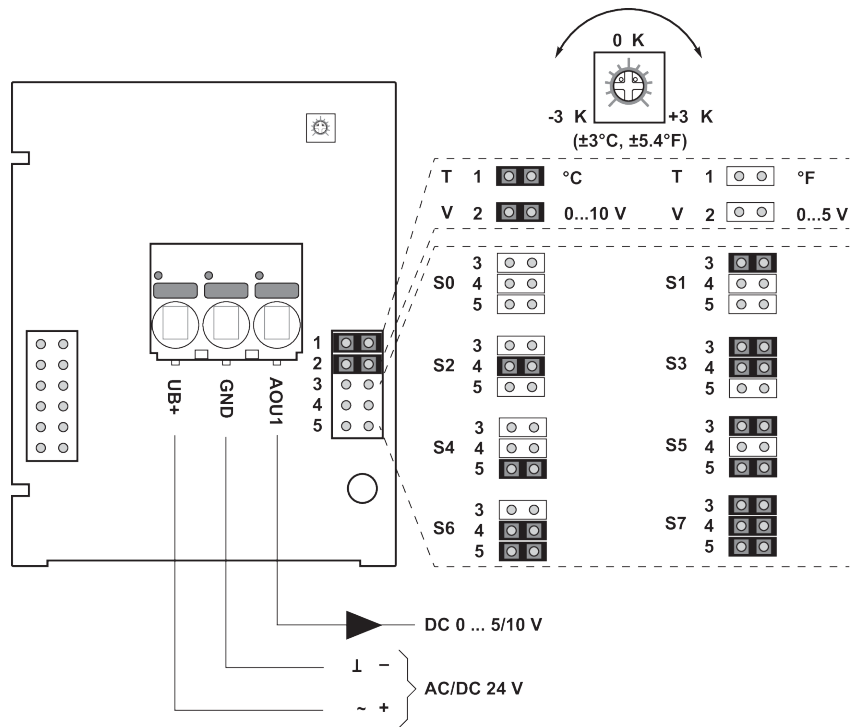 0 K
-3 K +3 K
(±3°C, ±5.4°F)
T 1 °C T 1 °F
V 2 0...10 V V 2 0...5 V
S0 3 4 5 S1 3 4 5
S2 3 4 5 S3 3 4 5
S4 3 4 5 S5 3 4 5
S6 3 4 5 S7 3 4 5
1
2
3
4
5
UB+
GND
AOU1
DC 0 ... 5/10 V
⊥ –
AC/DC 24 V
~ +